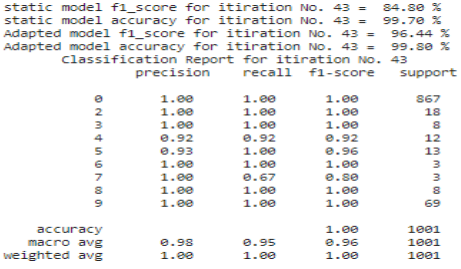 static model f1_score for itiration No. 43 = 84.80 %
static model accuracy for itiration No. 43 = 99.70 %
Adapted model f1_score for itiration No. 43 = 96.44 %
Adapted model accuracy for itiration No. 43 = 99.80 %
Classification Report for itiration No. 43
precision recall f1-score support
0 1.00 1.00 1.00 867
2 1.00 1.00 1.00 18
3 1.00 1.00 1.00 8
4 0.92 0.92 0.92 12
5 0.93 1.00 0.96 13
6 1.00 1.00 1.00 3
7 1.00 0.67 0.80 3
8 1.00 1.00 1.00 8
9 1.00 1.00 1.00 69
accuracy 1.00 1001
macro avg 0.98 0.95 0.96 1001
weighted avg 1.00 1.00 1.00 1001